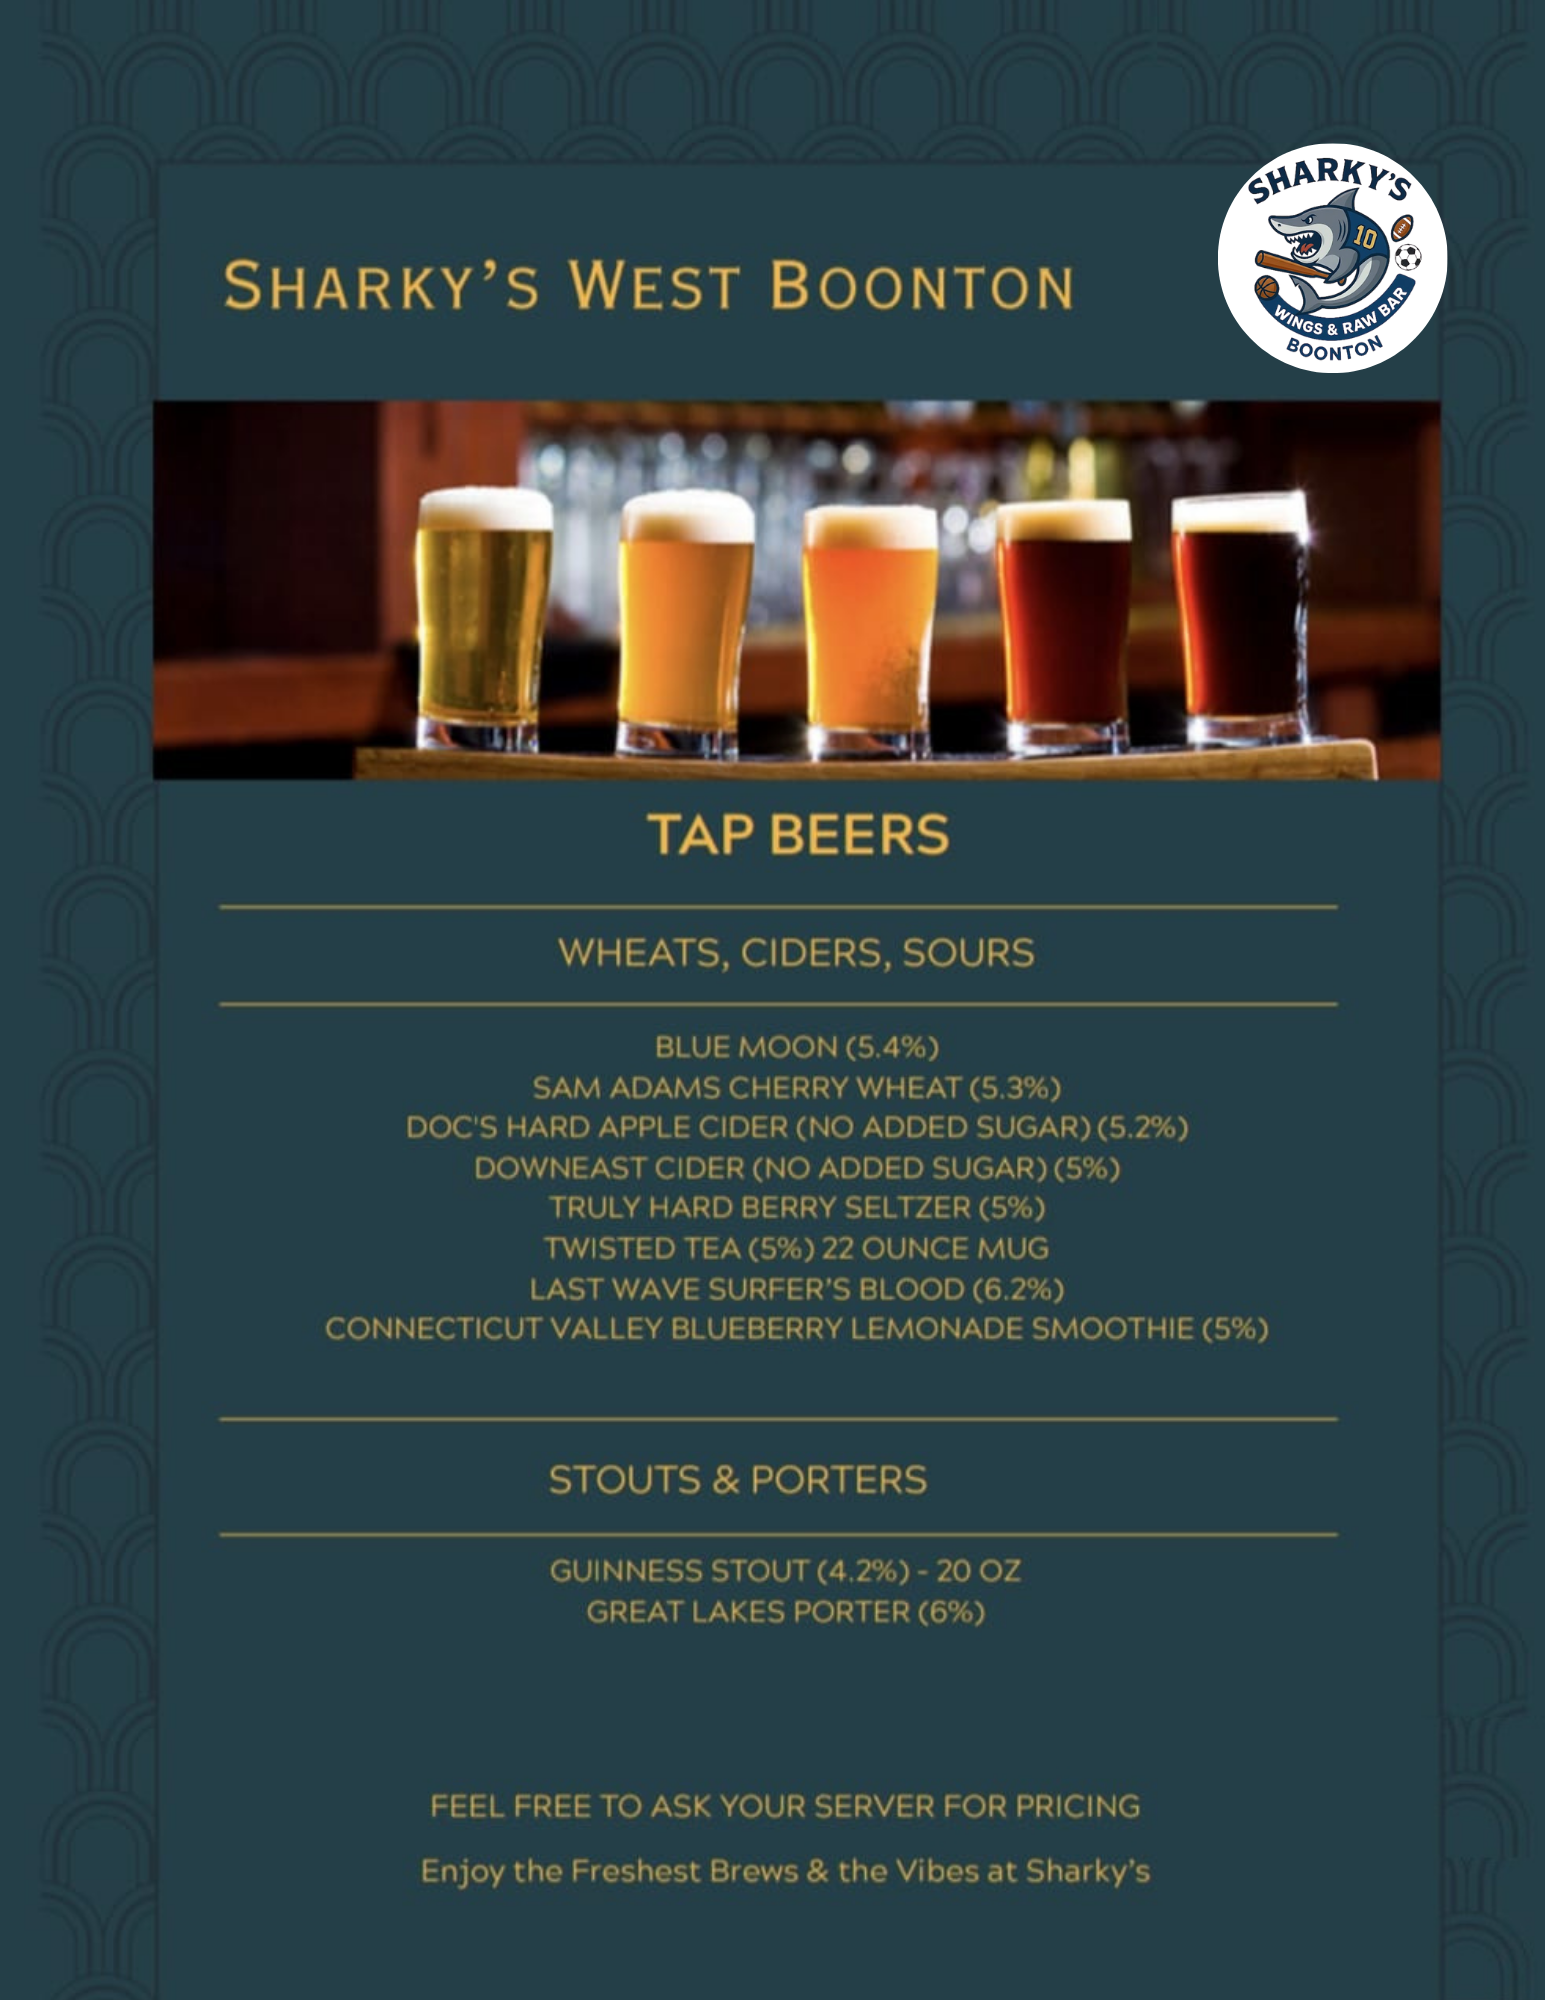 SHARKY'S
10
WINGS & RAW BAR
BOONTON
SHARKY’S WEST BOONTON
TAP BEERS
WHEATS, CIDERS, SOURS
BLUE MOON (5.4%)
SAM ADAMS CHERRY WHEAT (5.3%)
DOC'S HARD APPLE CIDER (NO ADDED SUGAR) (5.2%)
DOWNEAST CIDER (NO ADDED SUGAR) (5%)
TRULY HARD BERRY SELTZER (5%)
TWISTED TEA (5%) 22 OUNCE MUG
LAST WAVE SURFER’S BLOOD (6.2%)
CONNECTICUT VALLEY BLUEBERRY LEMONADE SMOOTHIE (5%)
STOUTS & PORTERS
GUINNESS STOUT (4.2%) - 20 OZ
GREAT LAKES PORTER (6%)
FEEL FREE TO ASK YOUR SERVER FOR PRICING
Enjoy the Freshest Brews & the Vibes at Sharky’s